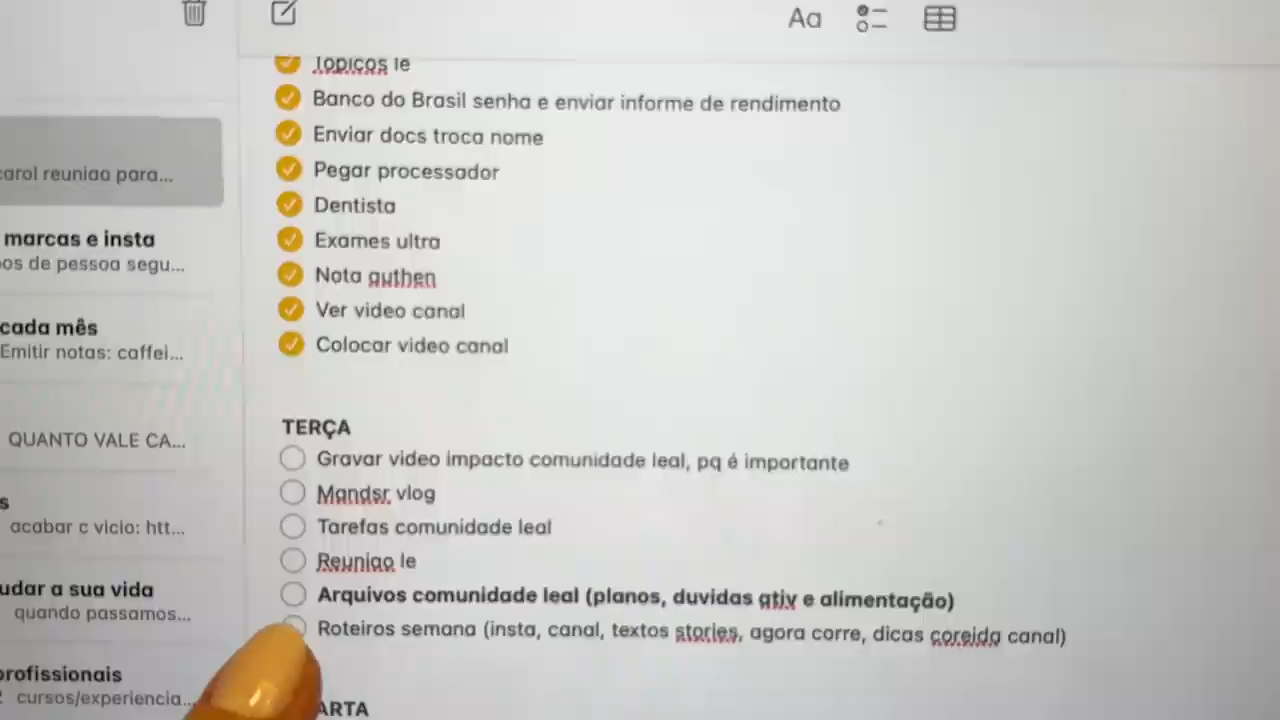 Aa
Topicos le
Banco do Brasil senha e enviar informe de rendimento
Enviar docs troca nome
carol reuniao para...
Pegar processador
Dentista
marcas e insta
Exames ultra
os de pessoa segu...
Nota authen
Ver video canal
cada mês
Colocar video canal
Emitir notas: caffei...
TERÇA
QUANTO VALE CA...
Gravar video impacto comunidade leal, pq é importante
Mandsr vlog
s
acabar c vicio: htt...
Tarefas comunidade leal
Reuniao le
udar a sua vida
Arquivos comunidade leal (planos, duvidas ativ e alimentação)
quando passamos...
Roteiros semana (insta, canal, textos stories, agora corre, dicas coreida canal)
profissionais
cursos/experiencia...
ARTA